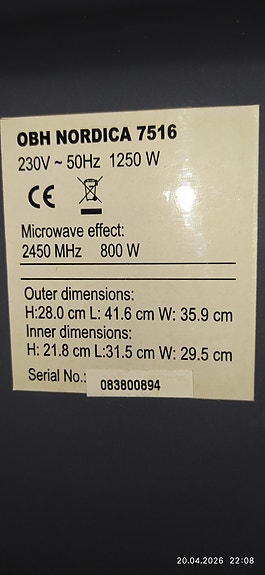 OBH NORDICA 7516
230V ~ 50Hz 1250 W
CE
Microwave effect:
2450 MHz 800 W
Outer dimensions:
H:28.0 cm L: 41.6 cm W: 35.9 cm
Inner dimensions:
H: 21.8 cm L:31.5 cm W: 29.5 cm
Serial No.: 083800894
20.04.2026 22:08